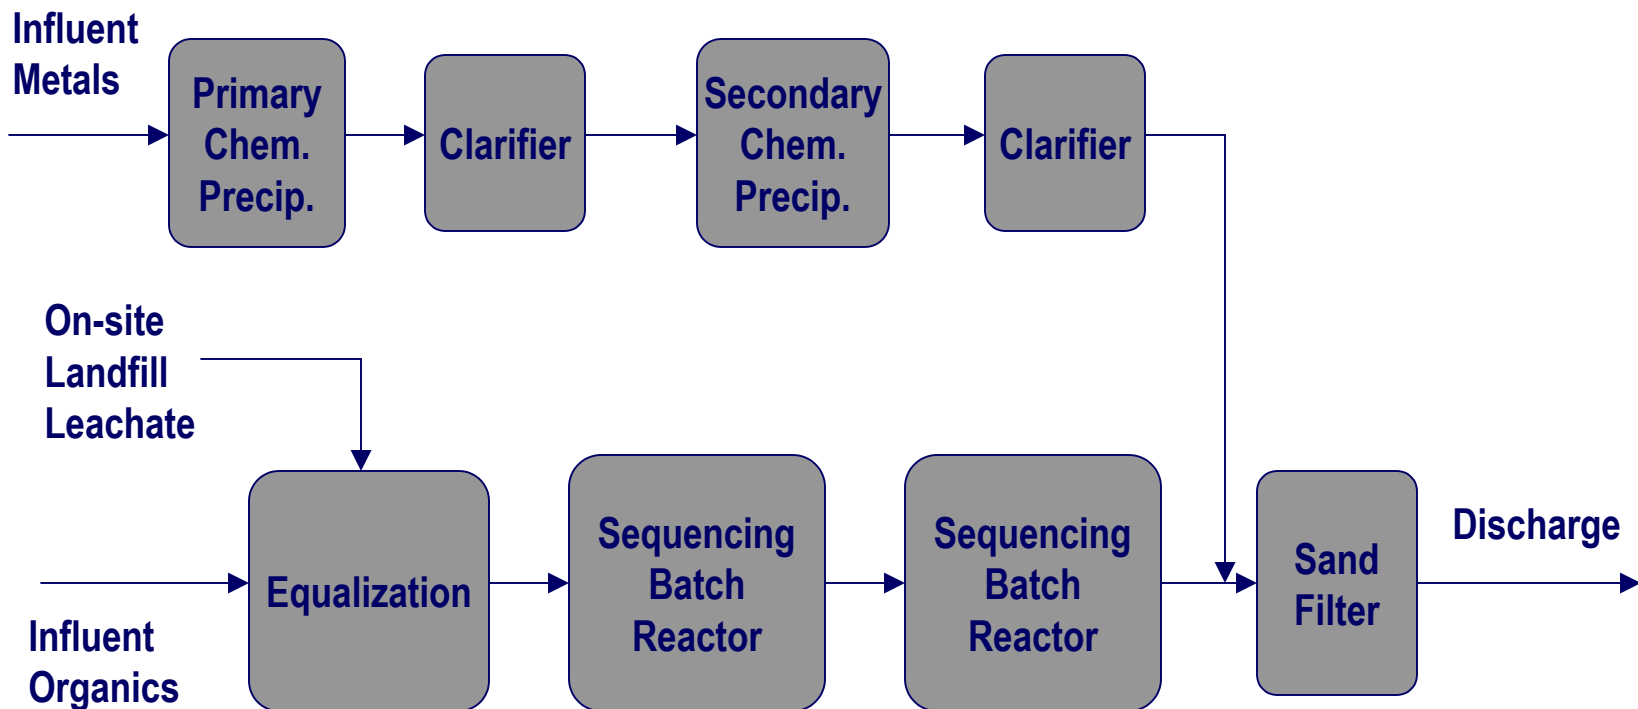 Influent
Metals
Primary
Chem.
Precip.
Clarifier
Secondary
Chem.
Precip.
Clarifier
On-site
Landfill
Leachate
Influent
Organics
Equalization
Sequencing
Batch
Reactor
Sequencing
Batch
Reactor
Sand
Filter
Discharge